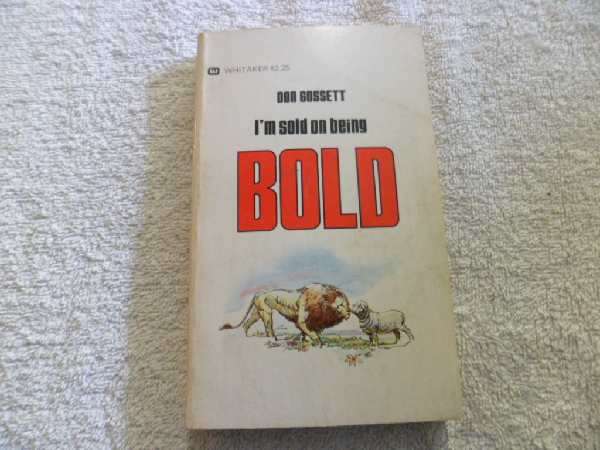 WHITAKER $2.25
DON GOSSETT
I'm sold on being
BOLD